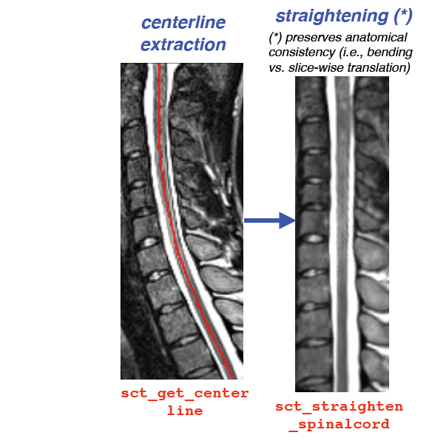 centerline
extraction
straightening (*)
(*) preserves anatomical
consistency (i.e., bending
vs. slice-wise translation)
sct_get_center
line
sct_straighten
_spinalcord